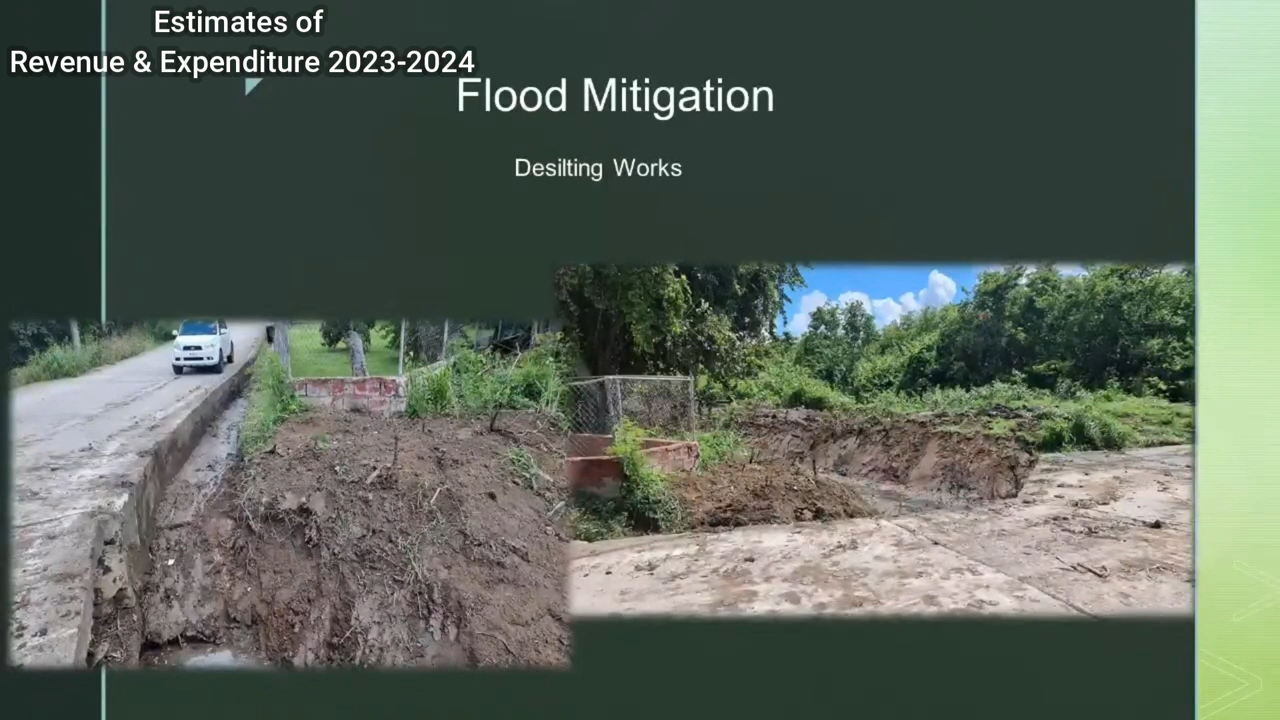 Estimates of
Revenue & Expenditure 2023-2024
Flood Mitigation
Desilting Works